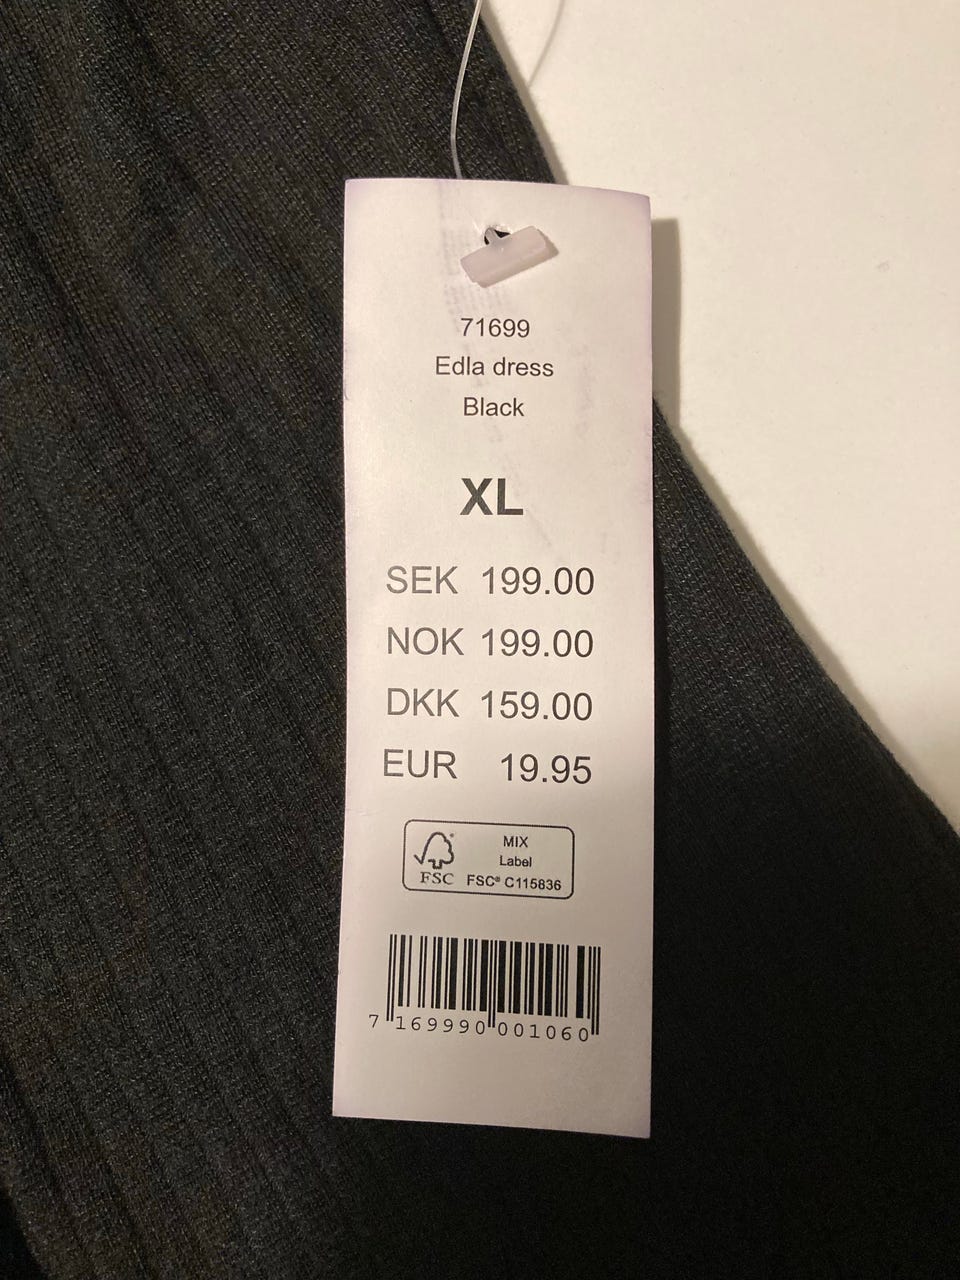 71699
Edla dress
Black
XL
SEK 199.00
NOK 199.00
DKK 159.00
EUR 19.95
FSC
MIX
Label
FSC® C115836
7 169990 001060